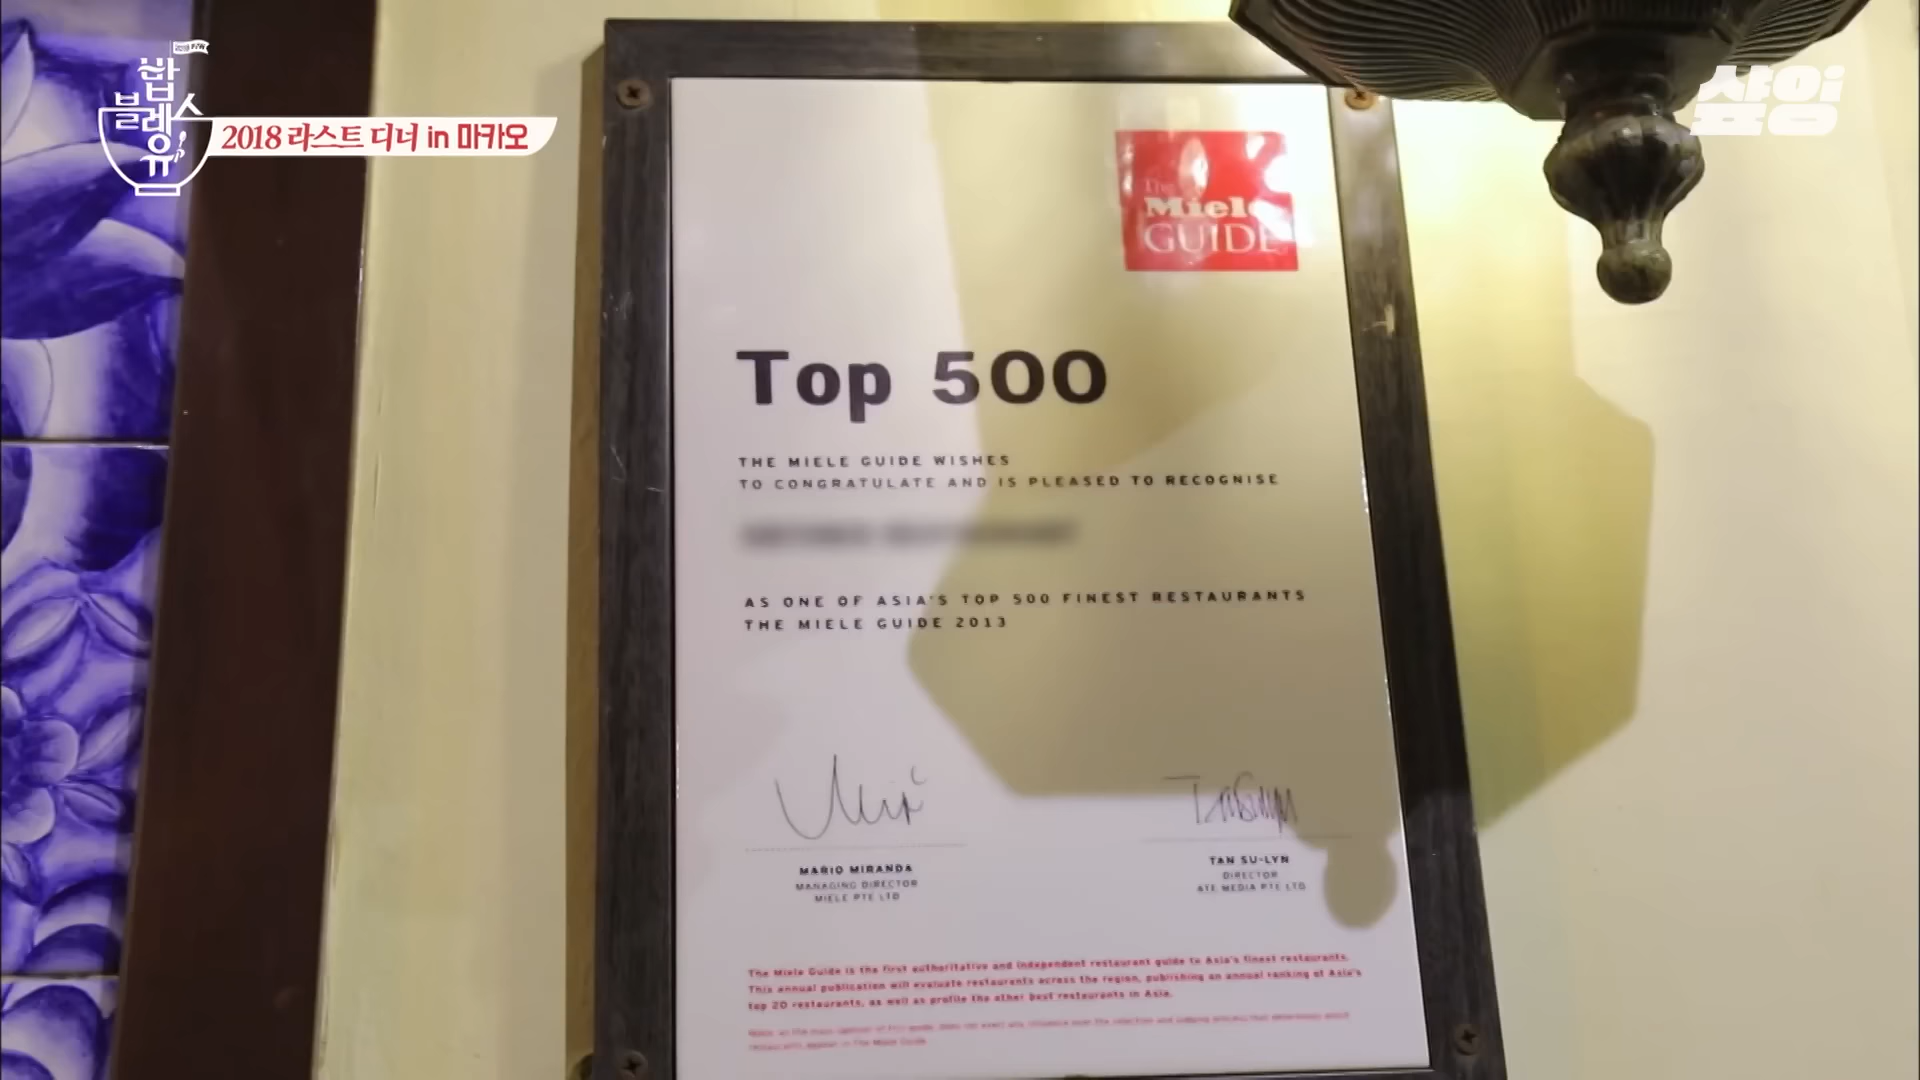 2018 F/W
밥
블레스
유
2018 라스트 디너 in 마카오
샾잉
The
Miele
GUIDE
Top 500
THE MIELE GUIDE WISHES
TO CONGRATULATE AND IS PLEASED TO RECOGNISE
AS ONE OF ASIA'S TOP 500 FINEST RESTAURANTS
THE MIELE GUIDE 2013
MARIO MIRANDA
MANAGING DIRECTOR
MIELE PTE LTD
TAN SU-LYN
DIRECTOR
ATE MEDIA PTE LTD
The Miele Guide is the first authoritative and independent restaurant guide to Asia's finest restaurants.
This annual publication will evaluate restaurants across the region, publishing an annual ranking of Asia's
top 20 restaurants, as well as profile the other best restaurants in Asia.